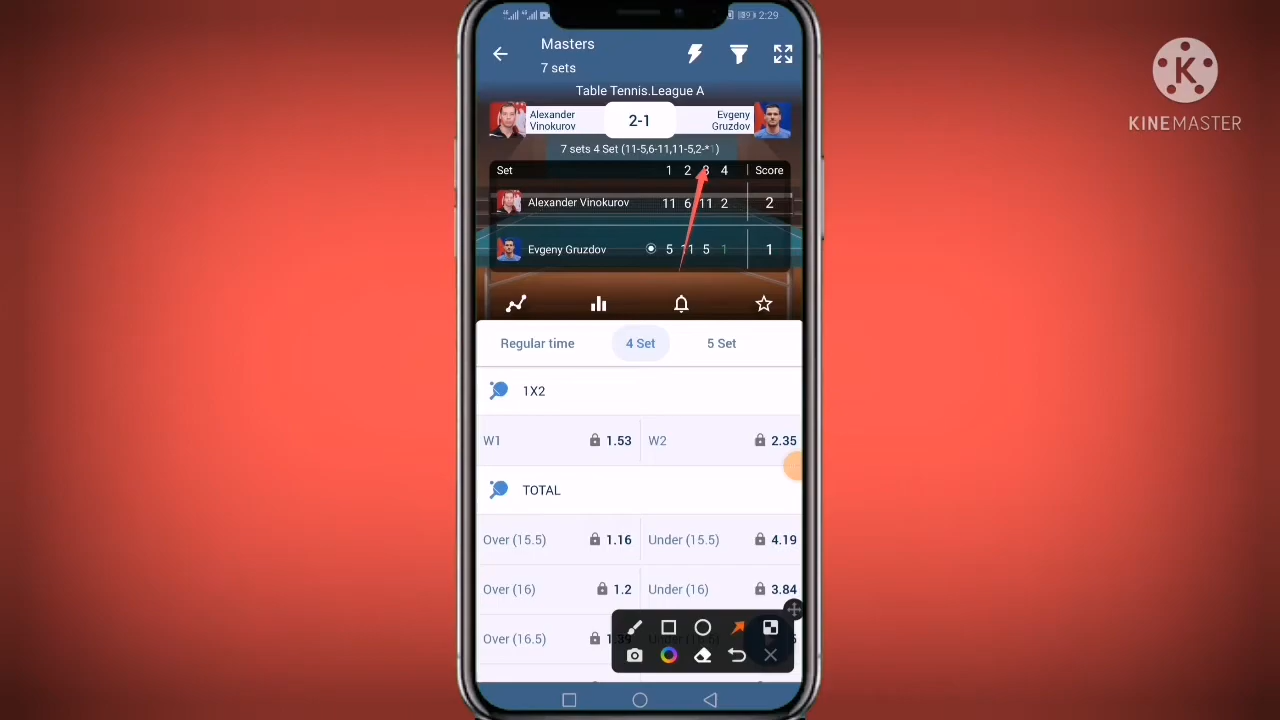 2:29
Masters
7 sets
Table Tennis.League A
Alexander
Vinokurov
2-1
Evgeny
Gruzdov
7 sets 4 Set (11-5,6-11,11-5,2-*1)
Set 1 2 3 4 Score
Alexander Vinokurov 11 6 11 2 2
Evgeny Gruzdov 5 11 5 1 1
Regular time 4 Set 5 Set
1X2
W1 1.53 W2 2.35
TOTAL
Over (15.5) 1.16 Under (15.5) 4.19
Over (16) 1.2 Under (16) 3.84
Over (16.5)
K
KINEMASTER